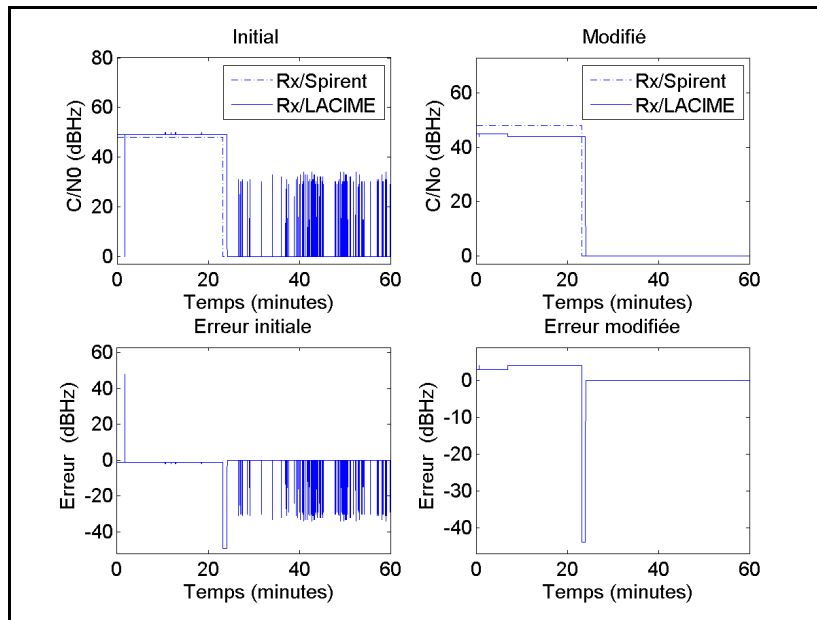 Initial
80
60
40
20
0
C/N0 (dBHz)
Rx/Spirent
Rx/LACIME
0 20 40 60
Temps (minutes)
Modifié
60
40
20
0
C/No (dBHz)
Rx/Spirent
Rx/LACIME
0 20 40 60
Temps (minutes)
Erreur initiale
60
40
20
0
-20
-40
Erreur (dBHz)
0 20 40 60
Temps (minutes)
Erreur modifiée
0
-10
-20
-30
-40
Erreur (dBHz)
0 20 40 60
Temps (minutes)